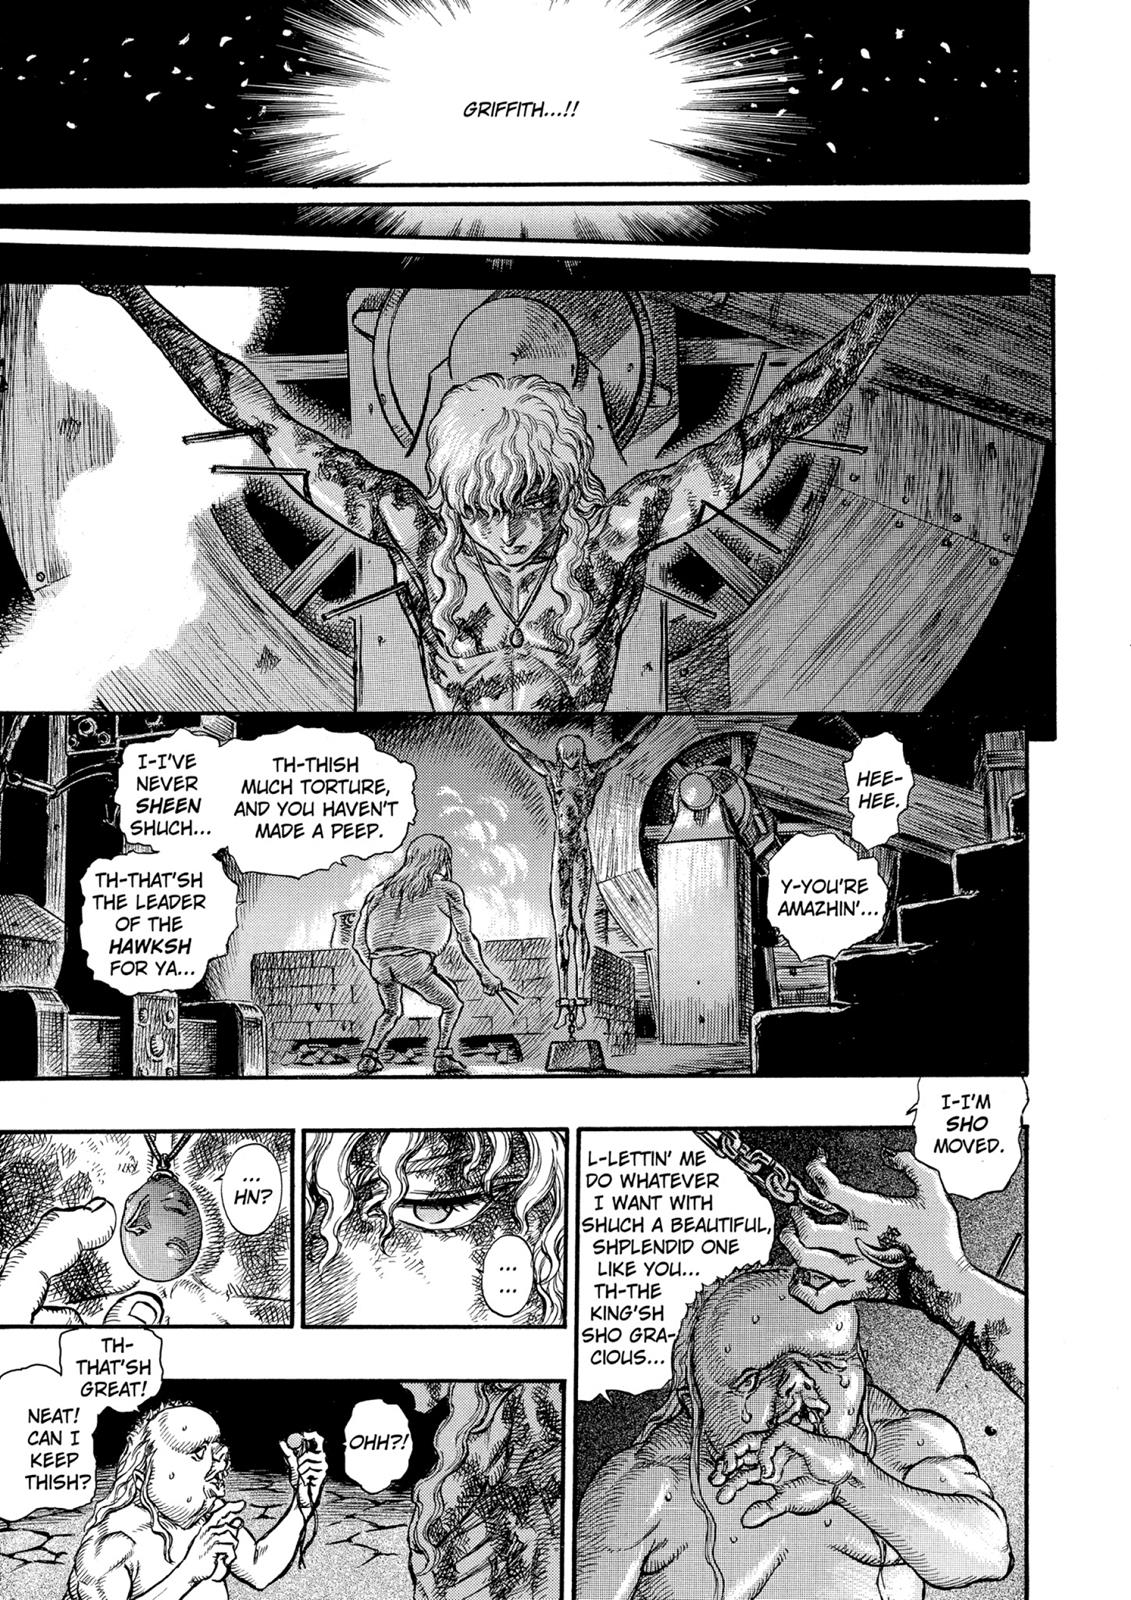 GRIFFITH...!!
HEE-
HEE.
Y-YOU'RE
AMAZHIN'...
TH-THISH
MUCH TORTURE,
AND YOU HAVEN'T
MADE A PEEP.
I-I'VE
NEVER
SHEEN
SHUCH...
TH-THAT'SH
THE LEADER
OF THE
HAWKSH
FOR YA...
I-I'M
SHO
MOVED.
L-LETTIN' ME
DO WHATEVER
I WANT WITH
SHUCH A BEAUTIFUL,
SHPLENDID ONE
LIKE YOU...
TH-THE
KING'SH
SHO GRA-
CIOUS...
...
...
...
HN?
OHH?!
TH-
THAT'SH
GREAT!
NEAT!
CAN I
KEEP
THISH?